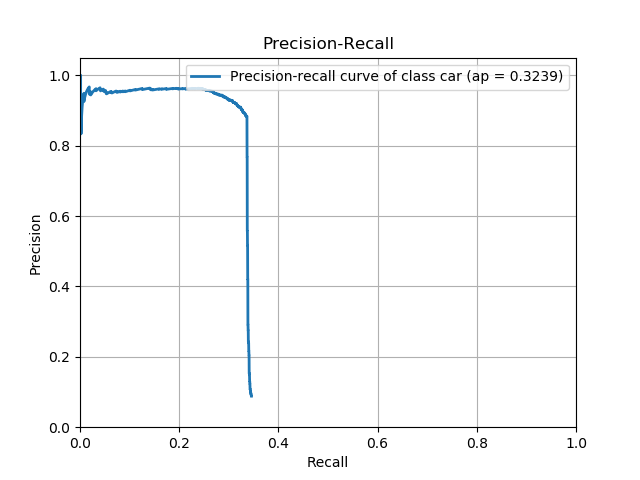 Precision-Recall
Precision-recall curve of class car (ap = 0.3239)
1.0
0.8
0.6
0.4
0.2
0.0
Precision
0.0 0.2 0.4 0.6 0.8 1.0
Recall